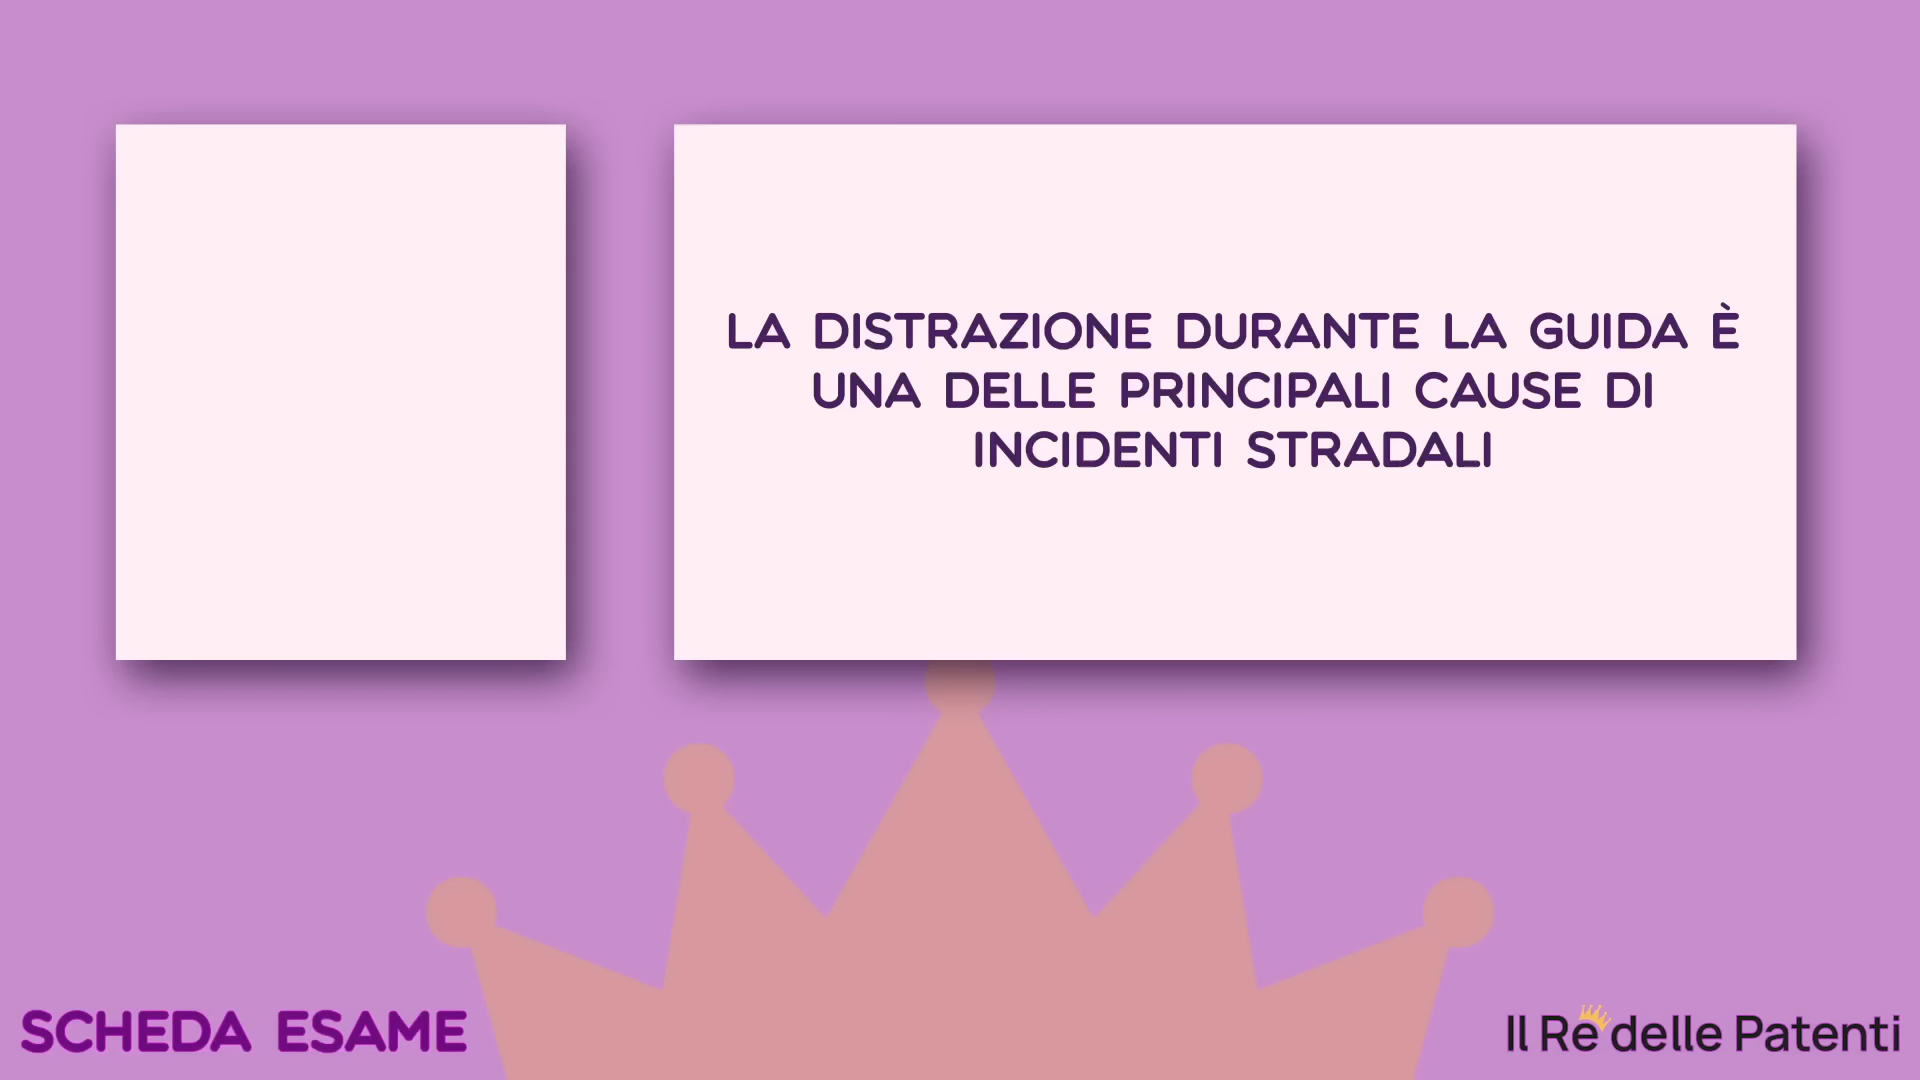 LA DISTRAZIONE DURANTE LA GUIDA È
UNA DELLE PRINCIPALI CAUSE DI
INCIDENTI STRADALI
SCHEDA ESAME
Il Re delle Patenti